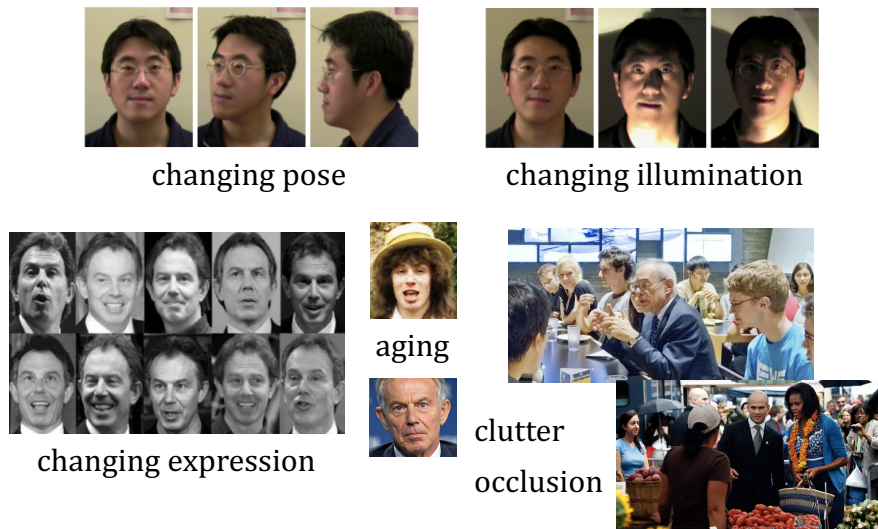 changing pose
changing illumination
aging
changing expression
clutter
occlusion